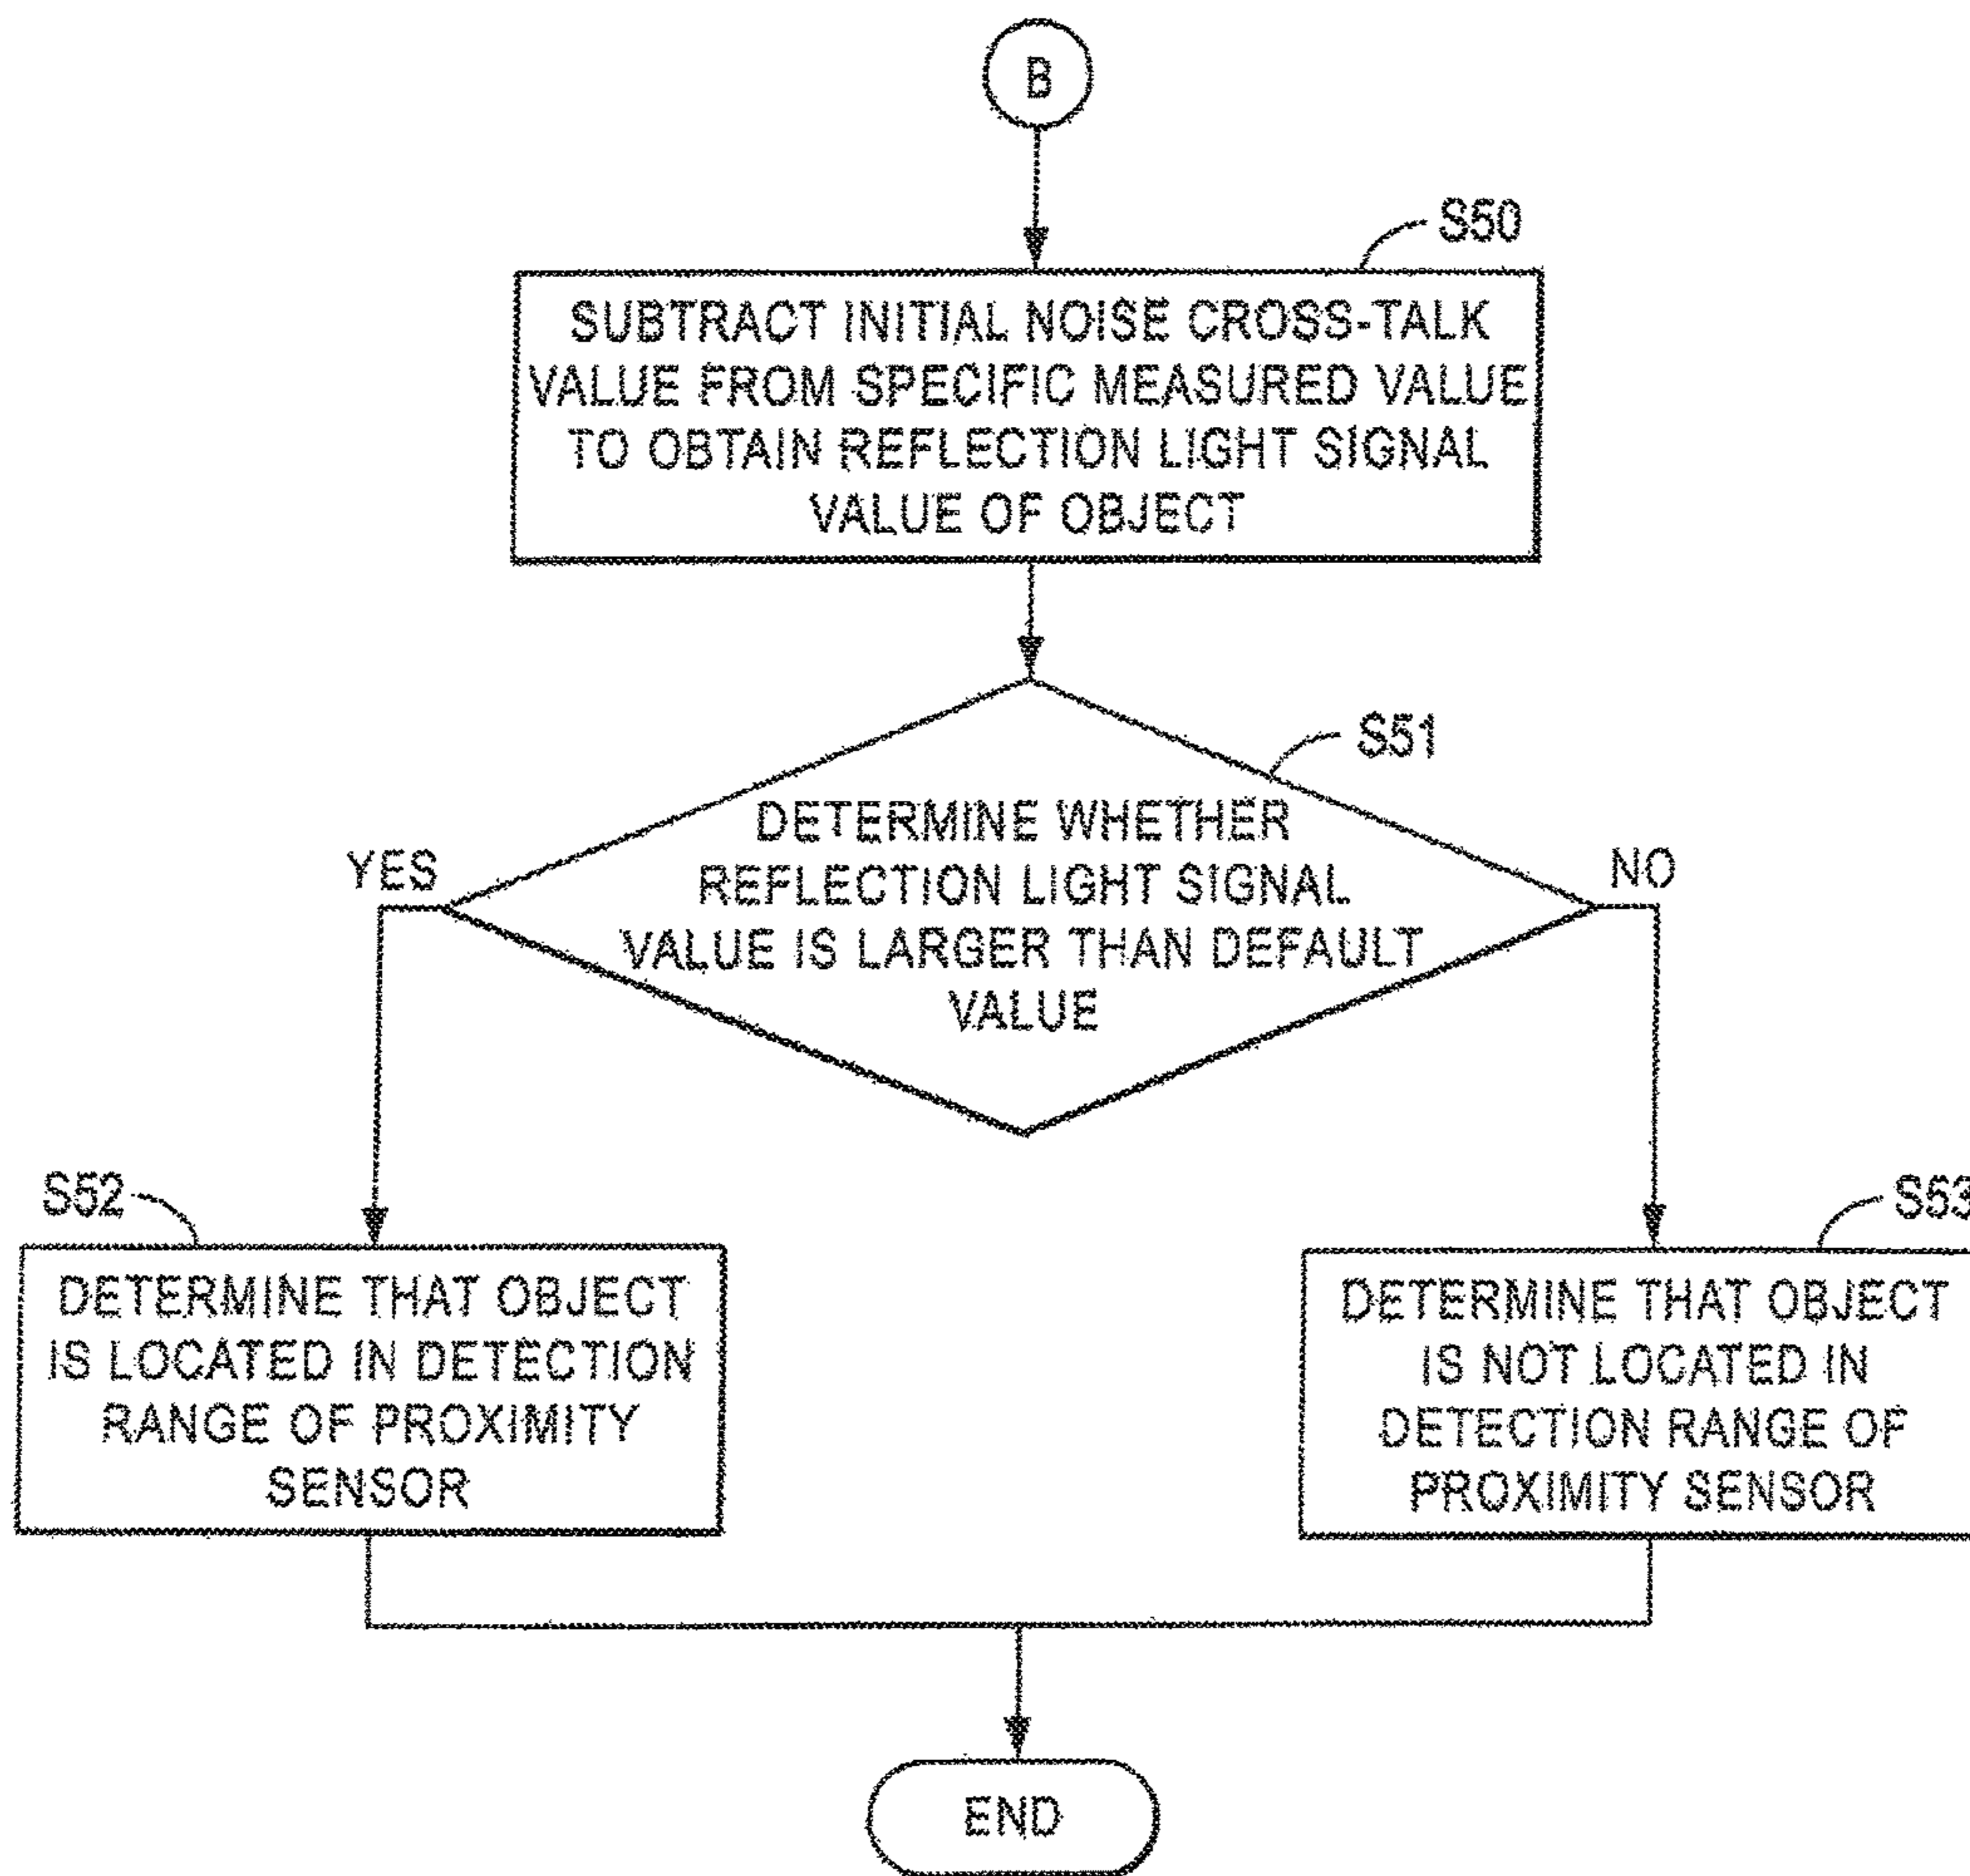 B
S50
SUBTRACT INITIAL NOISE CROSS-TALK
VALUE FROM SPECIFIC MEASURED VALUE
TO OBTAIN REFLECTION LIGHT SIGNAL
VALUE OF OBJECT
S51
DETERMINE WHETHER
REFLECTION LIGHT SIGNAL
VALUE IS LARGER THAN DEFAULT
VALUE
YES
NO
S52
DETERMINE THAT OBJECT
IS LOCATED IN DETECTION
RANGE OF PROXIMITY
SENSOR
S53
DETERMINE THAT OBJECT
IS NOT LOCATED IN
DETECTION RANGE OF
PROXIMITY SENSOR
END